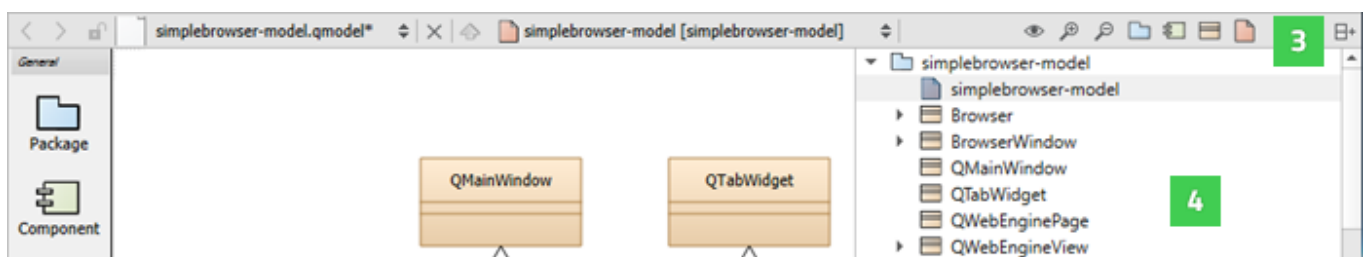 simplebrowser-model.qmodel* simplebrowser-model [simplebrowser-model] 3
General
Package
Component
QMainWindow QTabWidget
simplebrowser-model
simplebrowser-model
Browser
BrowserWindow
QMainWindow
QTabWidget
QWebEnginePage
QWebEngineView
4